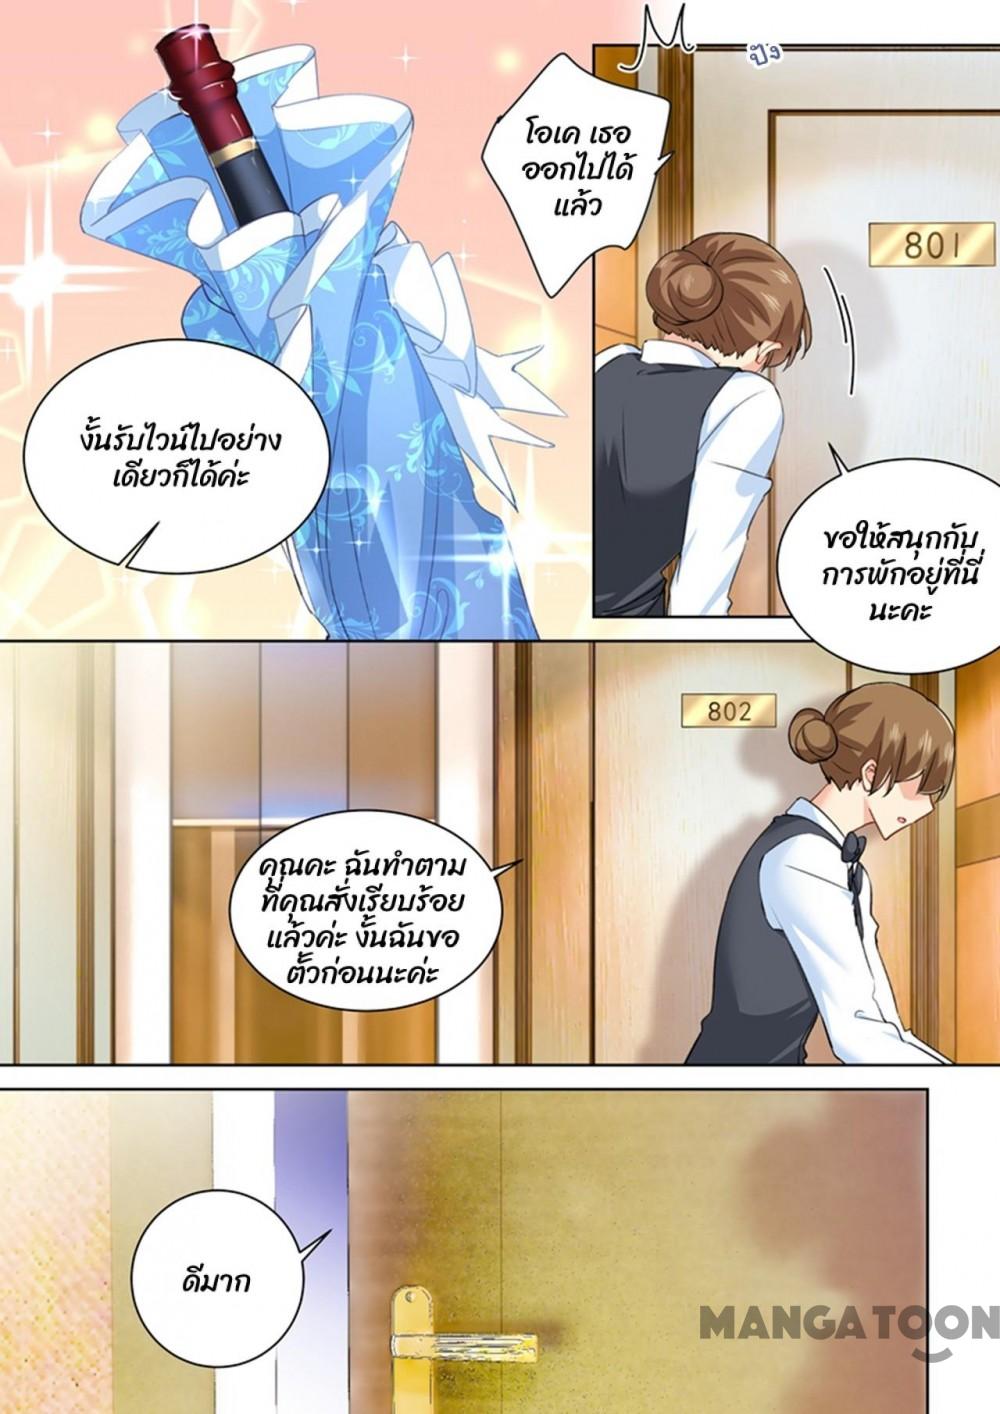 งั้นรับไวน์ไปอย่าง
เดียวก็ได้ค่ะ
โอเค เธอ
ออกไปได้
แล้ว
ปัง
801
ขอให้สนุกกับ
การพักอยู่ที่นี่
นะคะ
802
คุณคะ ฉันทำตาม
ที่คุณสั่งเรียบร้อย
แล้วค่ะ งั้นฉันขอ
ตัวก่อนนะค่ะ
ดีมาก
MANGATOON